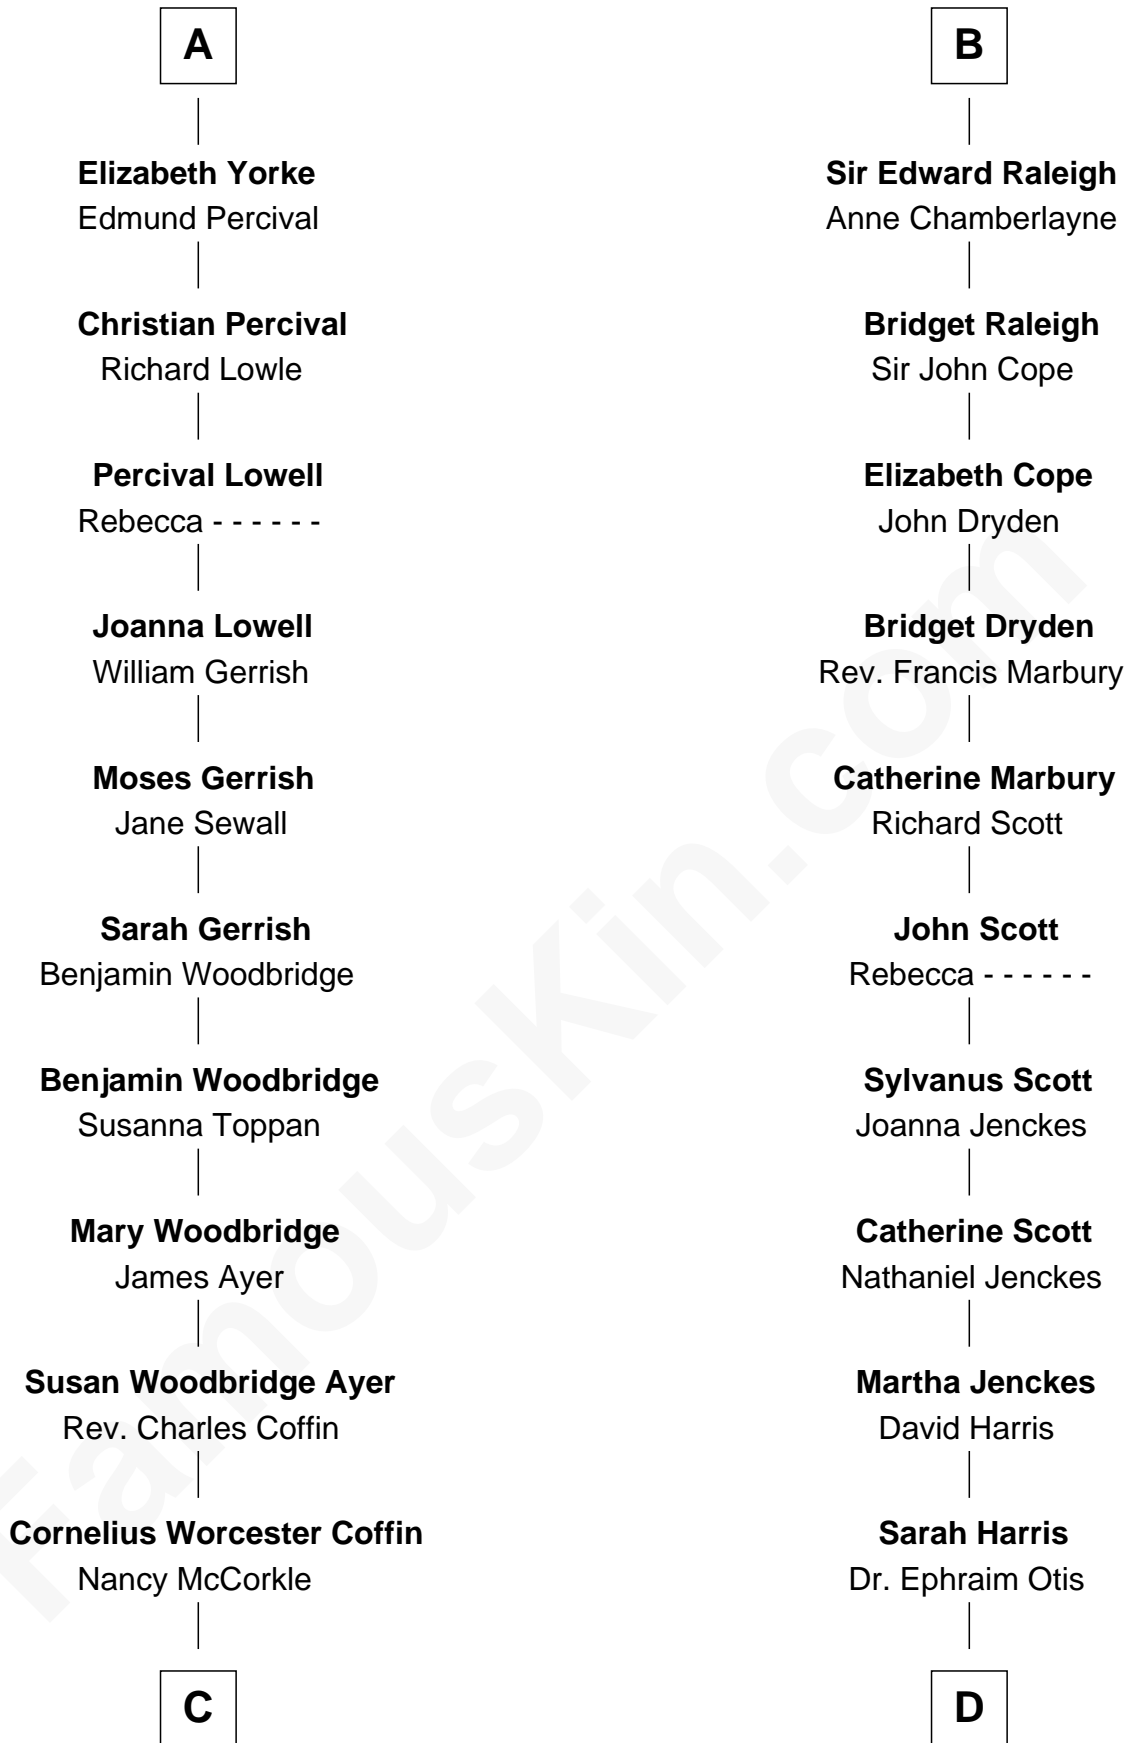 A
Elizabeth Yorke
Edmund Percival
Christian Percival
Richard Lowle
Percival Lowell
Rebecca - - - - - -
Joanna Lowell
William Gerrish
Moses Gerrish
Jane Sewall
Sarah Gerrish
Benjamin Woodbridge
Benjamin Woodbridge
Susanna Toppan
Mary Woodbridge
James Ayer
Susan Woodbridge Ayer
Rev. Charles Coffin
Cornelius Worcester Coffin
Nancy McCorkle
C
B
Sir Edward Raleigh
Anne Chamberlayne
Bridget Raleigh
Sir John Cope
Elizabeth Cope
John Dryden
Bridget Dryden
Rev. Francis Marbury
Catherine Marbury
Richard Scott
John Scott
Rebecca - - - - - -
Sylvanus Scott
Joanna Jenckes
Catherine Scott
Nathaniel Jenckes
Martha Jenckes
David Harris
Sarah Harris
Dr. Ephraim Otis
D
FamousKin.com